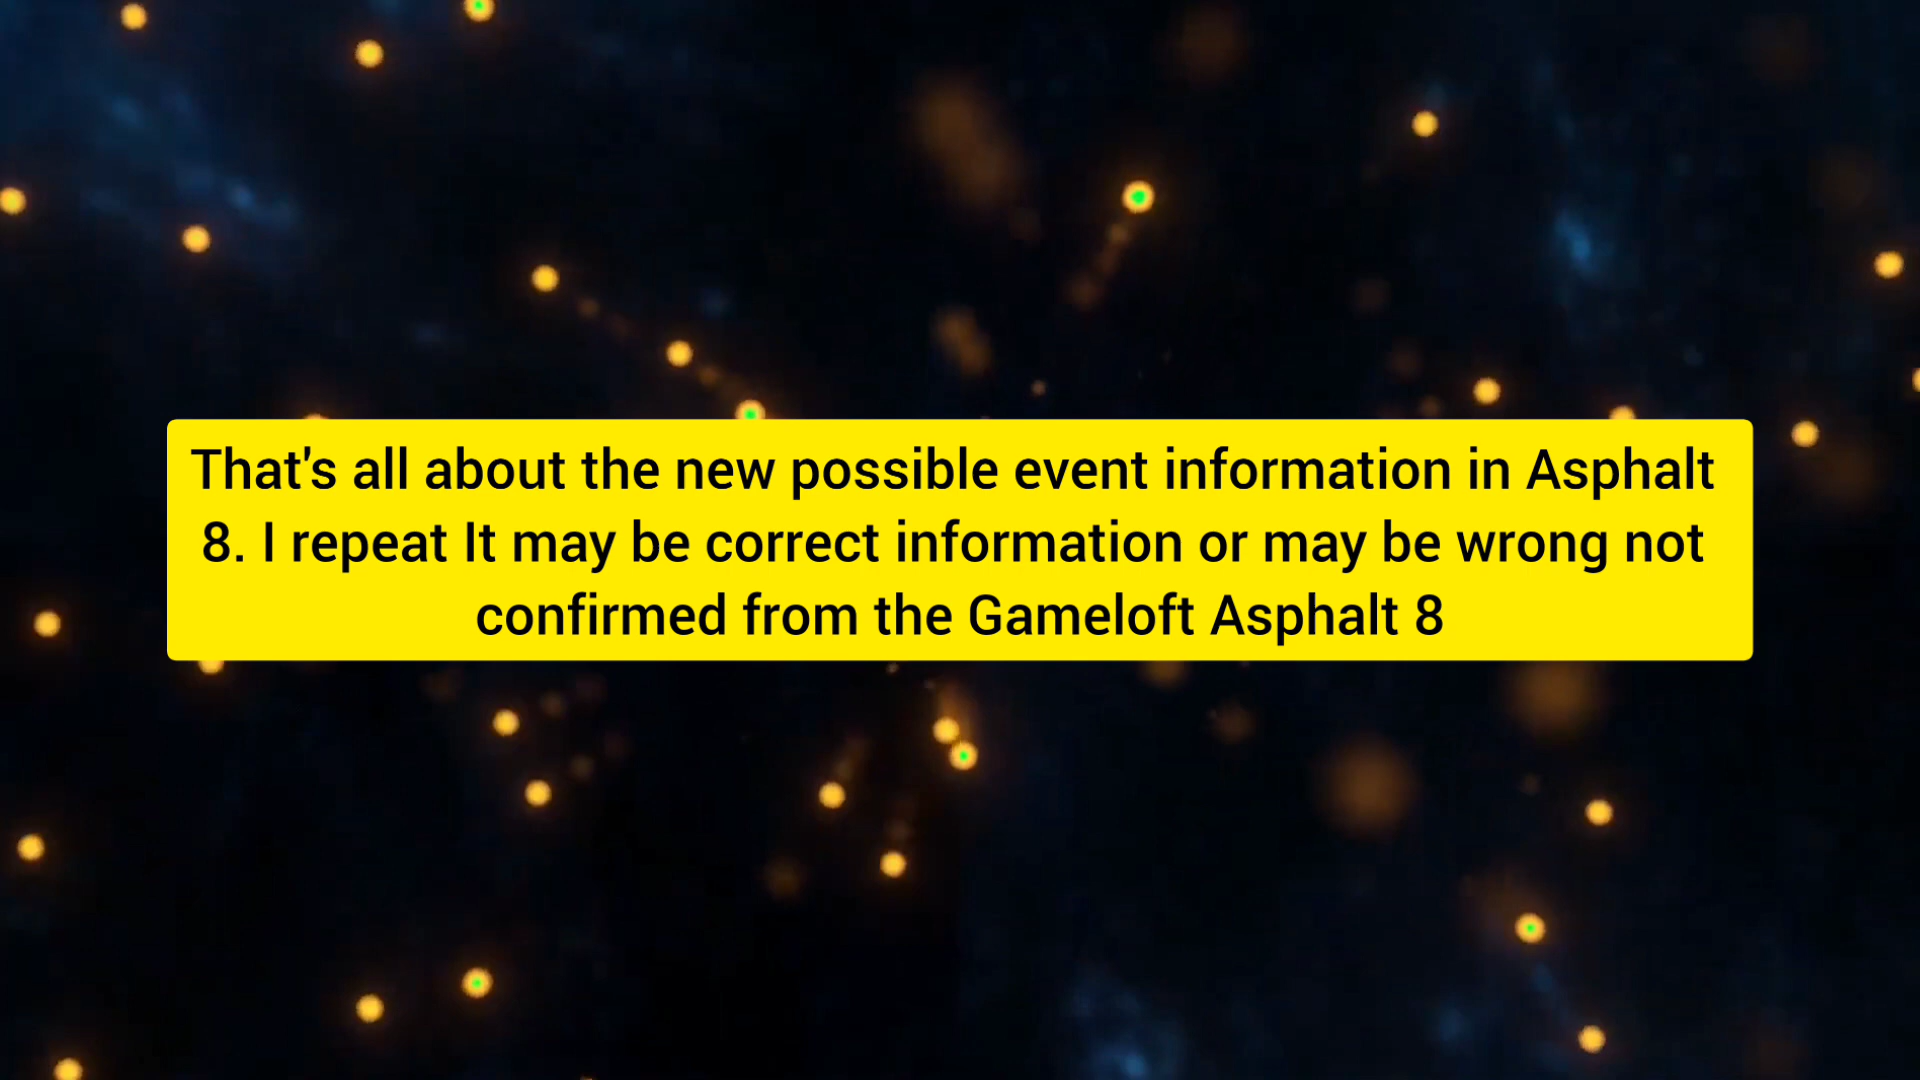 That's all about the new possible event information in Asphalt
8. I repeat It may be correct information or may be wrong not
confirmed from the Gameloft Asphalt 8